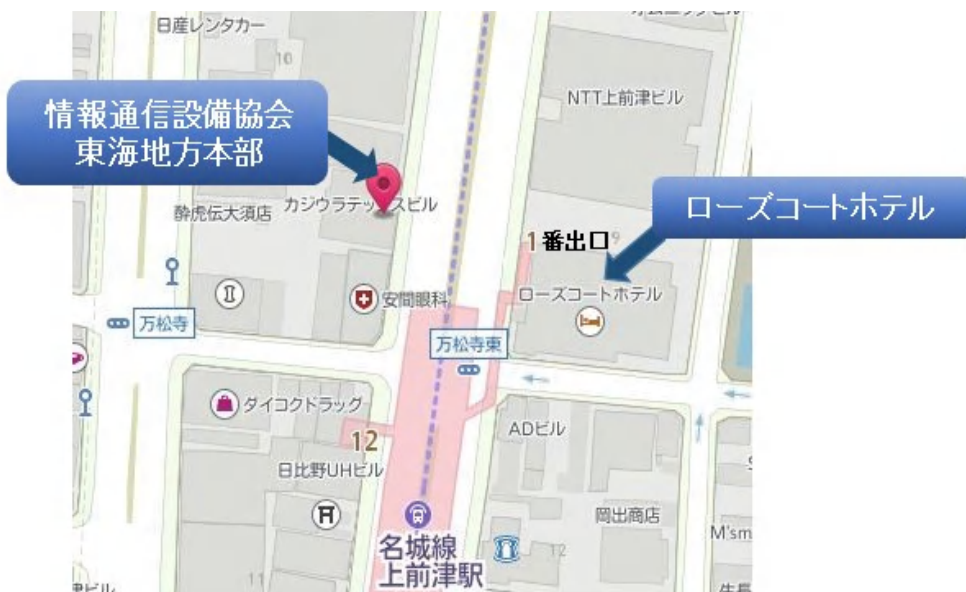 日産レンタカー
10
NTT上前津ビル
情報通信設備協会
東海地方本部
カジウラテックスビル
酔虎伝大須店
ローズコートホテル
1番出口
9
ローズコートホテル
安間眼科
万松寺
万松寺東
ダイコクドラッグ
ADビル
12
日比野UHビル
岡出商店
M'sm
名城線
上前津駅
12
11